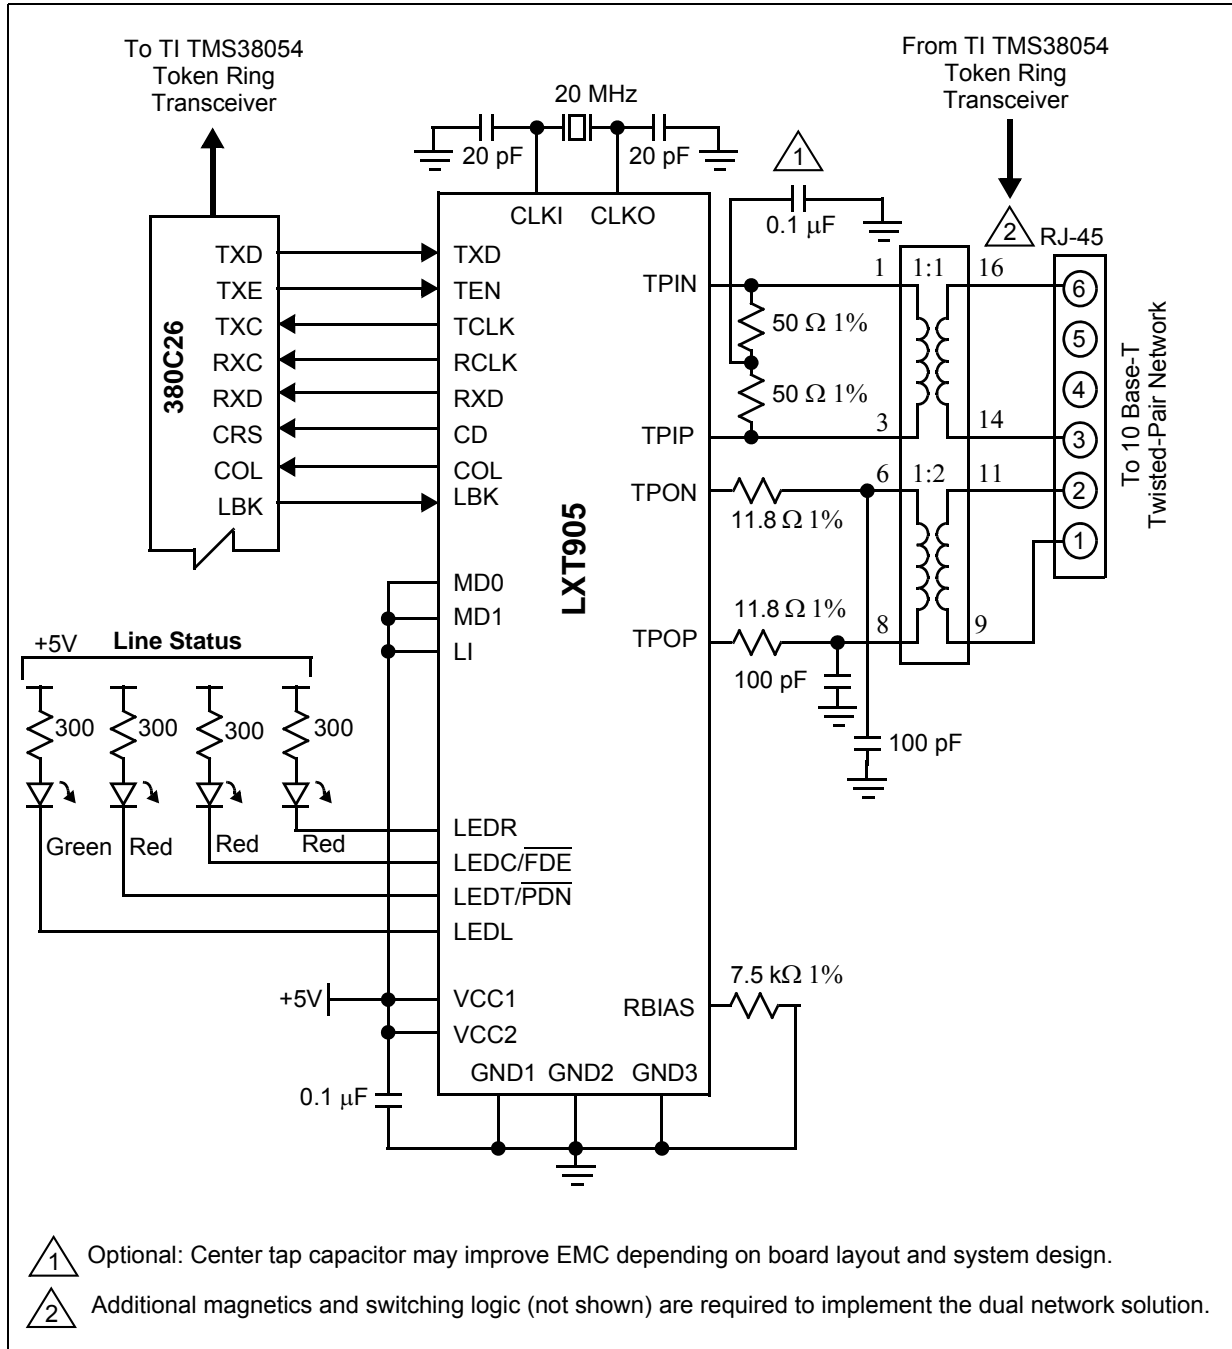 To TI TMS38054
Token Ring
Transceiver
From TI TMS38054
Token Ring
Transceiver
20 MHz
20 pF
20 pF
1
0.1 µF
2
RJ-45
CLKI
CLKO
380C26
TXD
TXE
TXC
RXC
RXD
CRS
COL
LBK
TXD
TEN
TCLK
RCLK
RXD
CD
COL
LBK
MD0
MD1
LI
LXT905
TPIN
TPIP
TPON
TPOP
50 Ω 1%
50 Ω 1%
11.8 Ω 1%
11.8 Ω 1%
100 pF
100 pF
1
1:1
16
3
14
6
1:2
11
8
9
6
5
4
3
2
1
To 10 Base-T
Twisted-Pair Network
+5V
Line Status
300
300
300
300
Green
Red
Red
Red
LEDR
LEDC/FDE
LEDT/PDN
LEDL
+5V
VCC1
VCC2
0.1 µF
GND1
GND2
GND3
RBIAS
7.5 kΩ 1%
1 Optional: Center tap capacitor may improve EMC depending on board layout and system design.
2 Additional magnetics and switching logic (not shown) are required to implement the dual network solution.